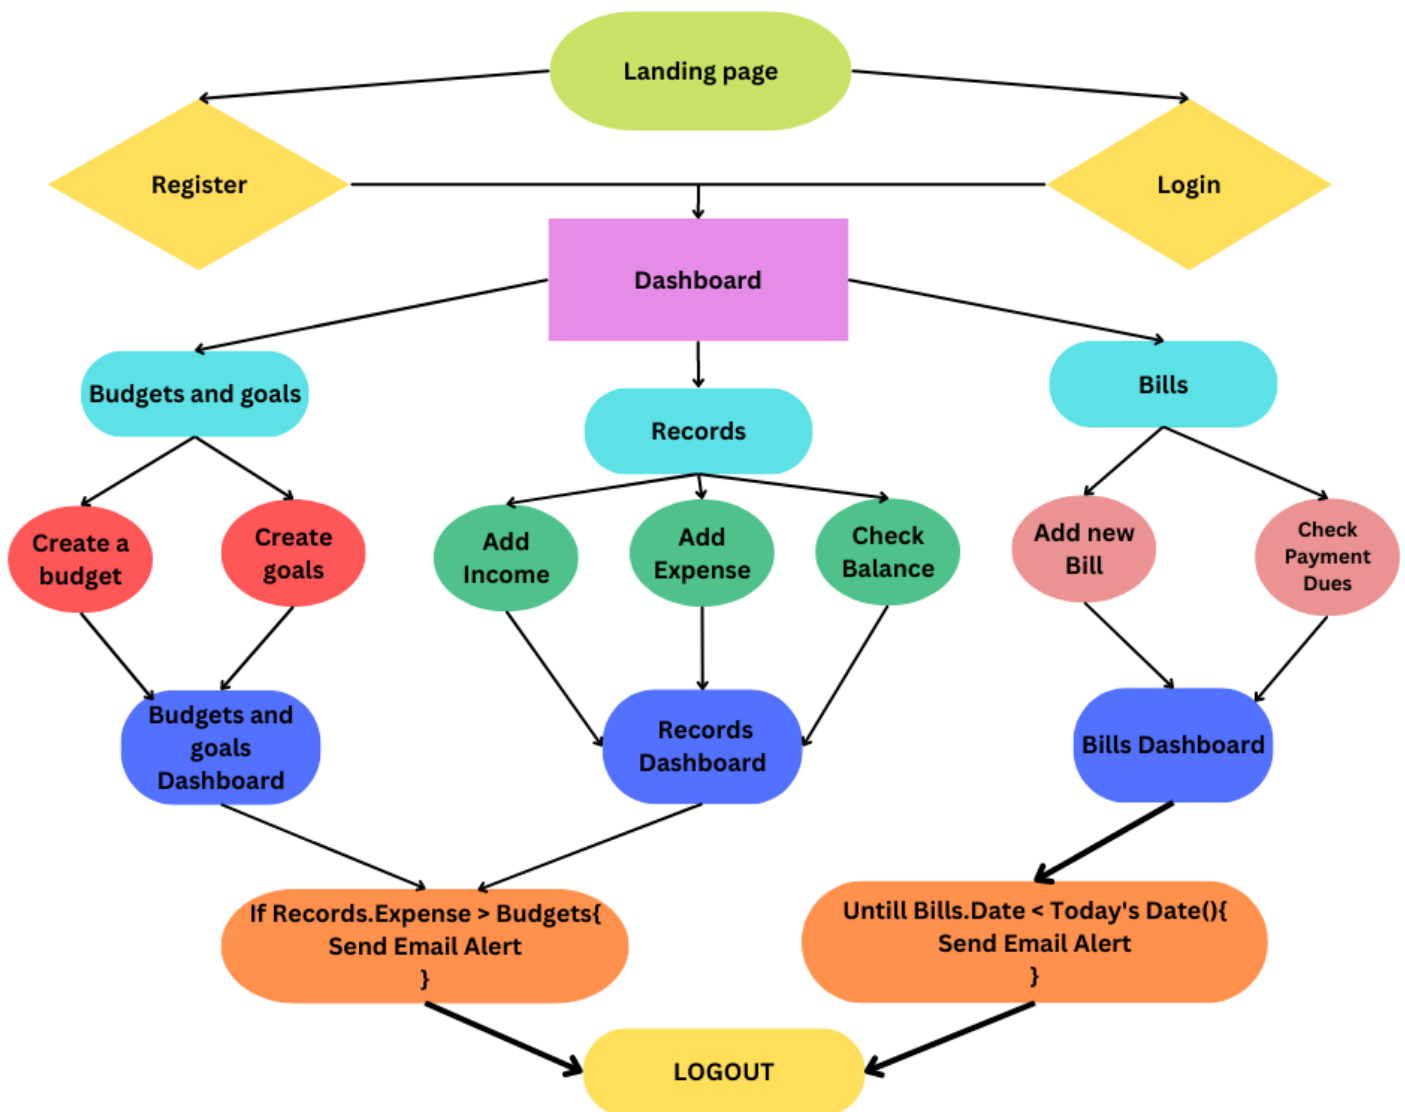 Landing page
Register
Login
Dashboard
Budgets and goals
Records
Bills
Create a
budget
Create
goals
Add
Income
Add
Expense
Check
Balance
Add new
Bill
Check
Payment
Dues
Budgets and
goals
Dashboard
Records
Dashboard
Bills Dashboard
If Records.Expense > Budgets{
Send Email Alert
}
Untill Bills.Date < Today's Date(){
Send Email Alert
}
LOGOUT